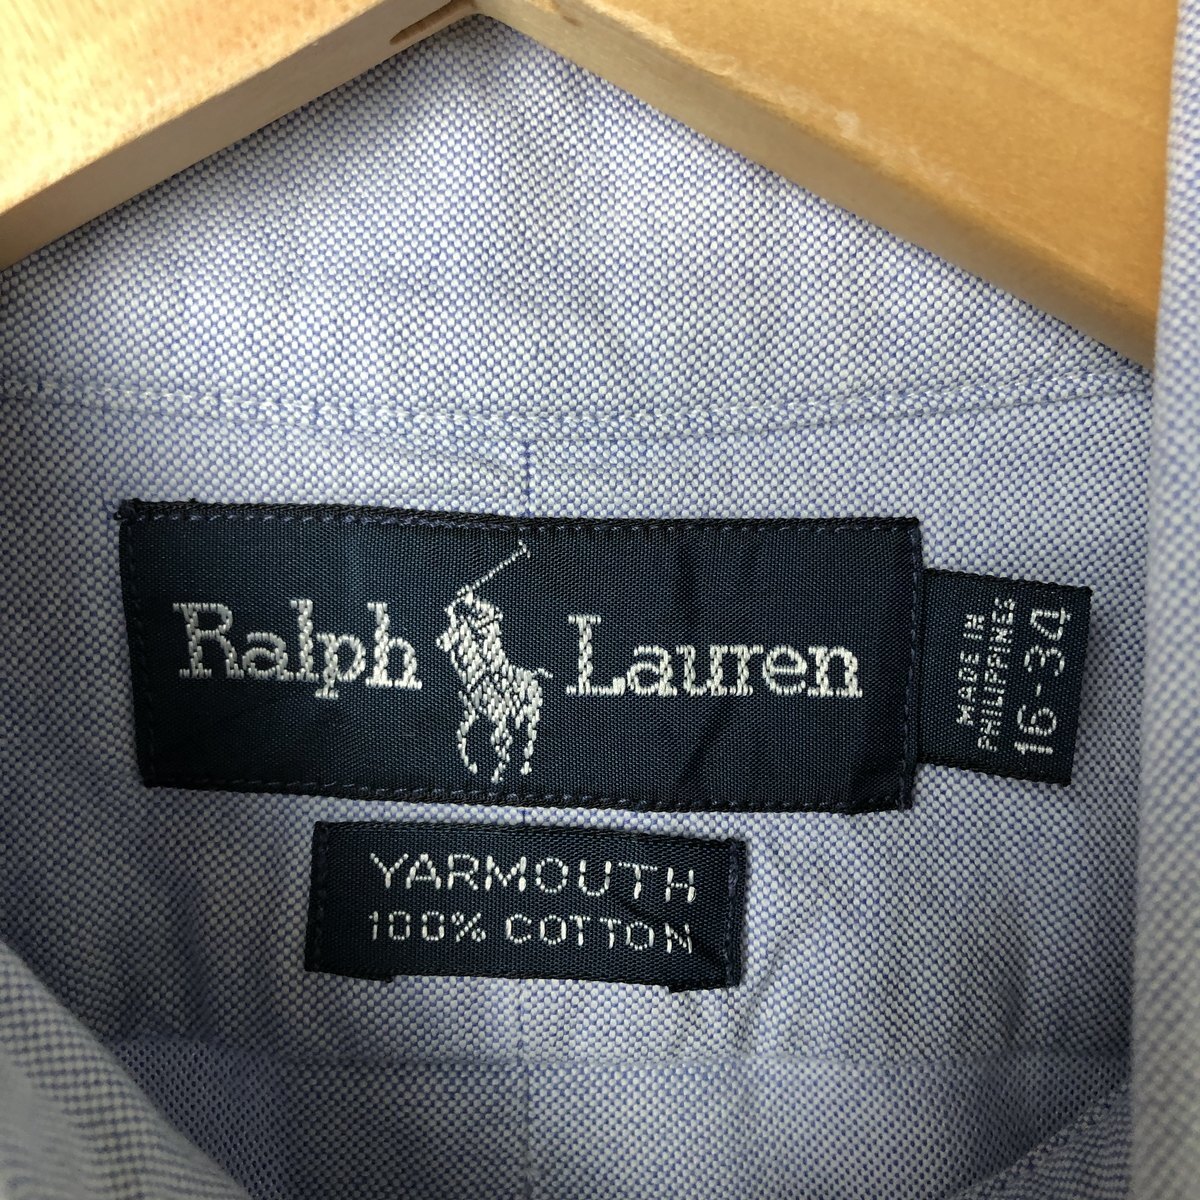 Ralph Lauren
MADE IN
PHILIPPINES
16-34
YARMOUTH
100% COTTON